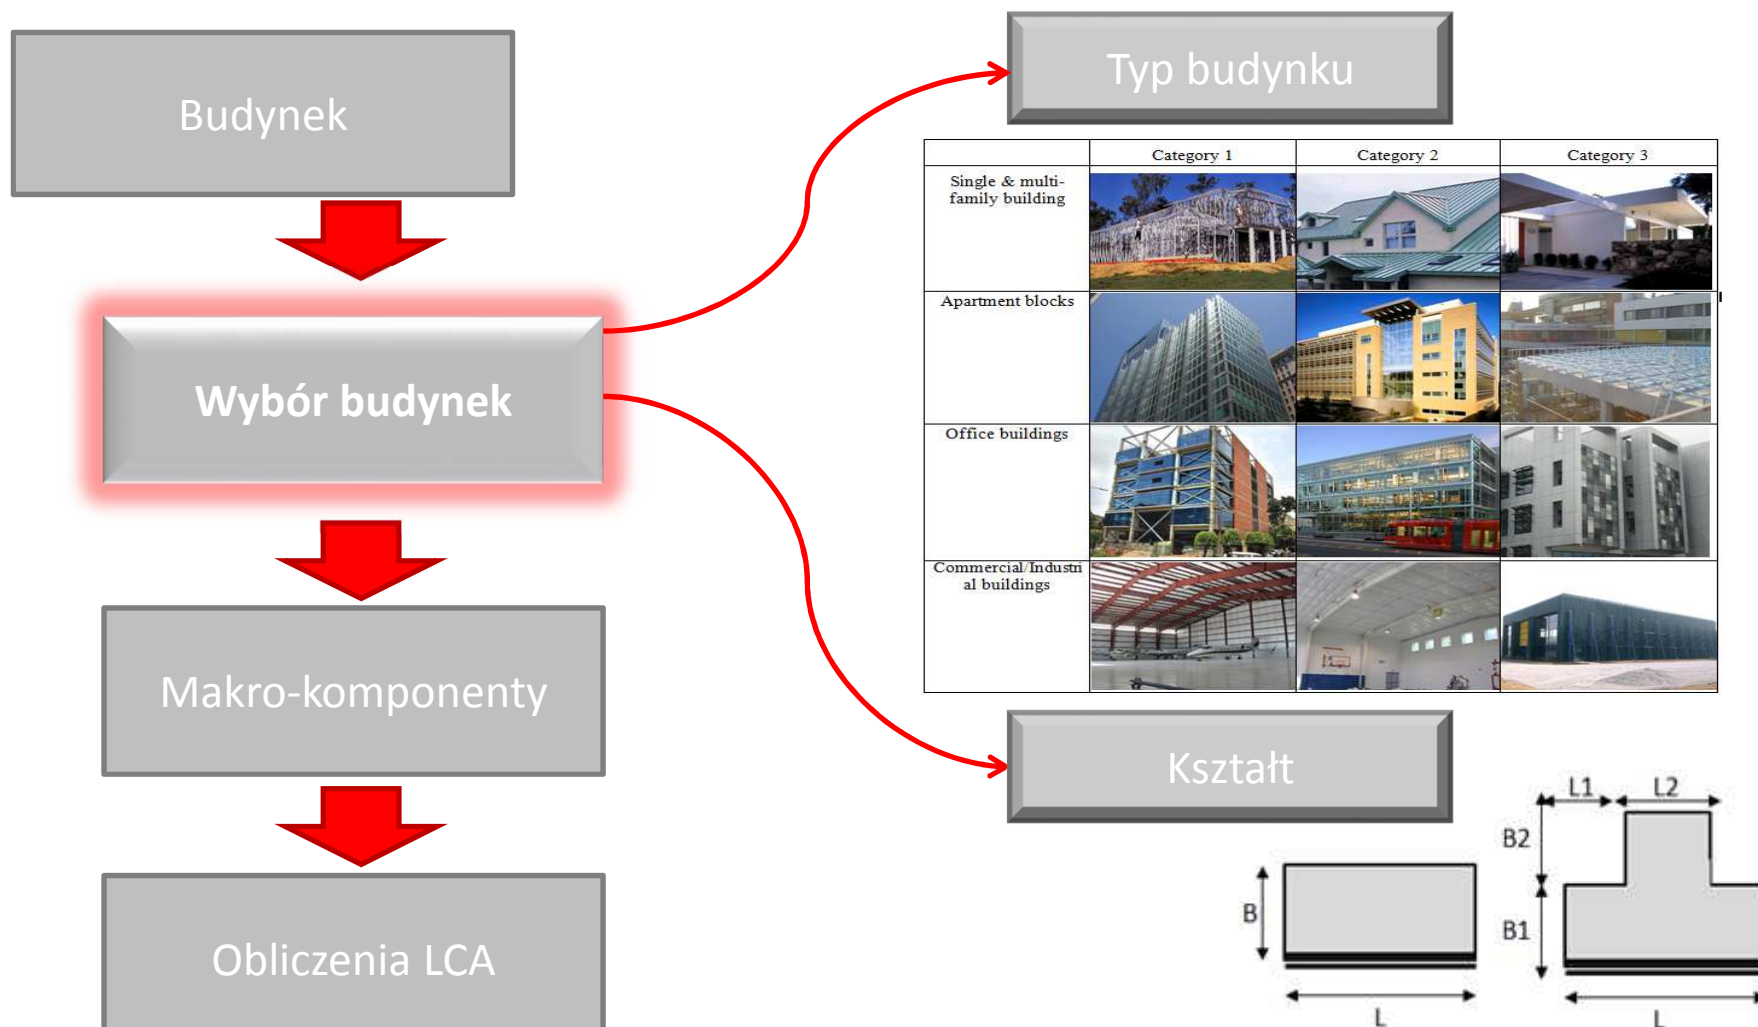 Budynek
Wybór budynek
Makro-komponenty
Obliczenia LCA
Typ budynku
Category 1 Category 2 Category 3
Single & multi-
family building
Apartment blocks
Office buildings
Commercial/Industri
al buildings
Kształt
L1 L2
B2
B
B1
L
L